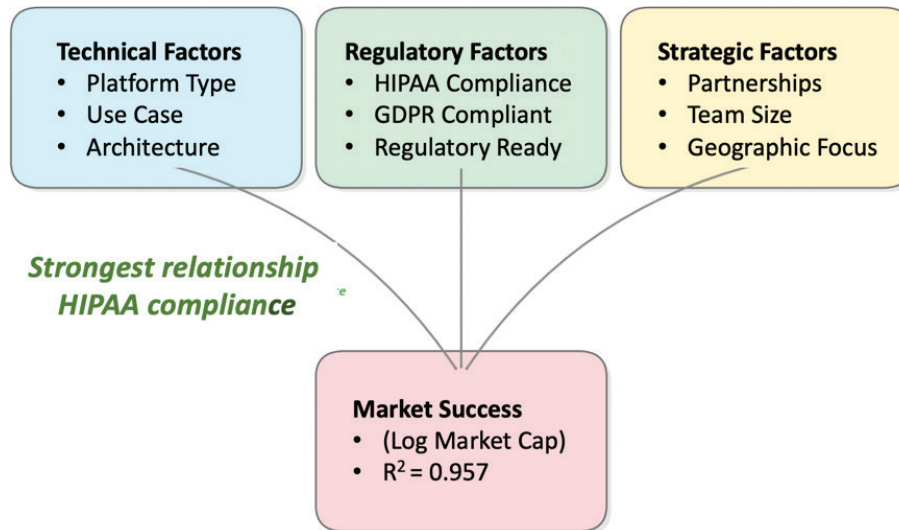 Technical Factors
• Platform Type
• Use Case
• Architecture
Regulatory Factors
• HIPAA Compliance
• GDPR Compliant
• Regulatory Ready
Strategic Factors
• Partnerships
• Team Size
• Geographic Focus
Strongest relationship
HIPAA compliance
Market Success
• (Log Market Cap)
• R² = 0.957